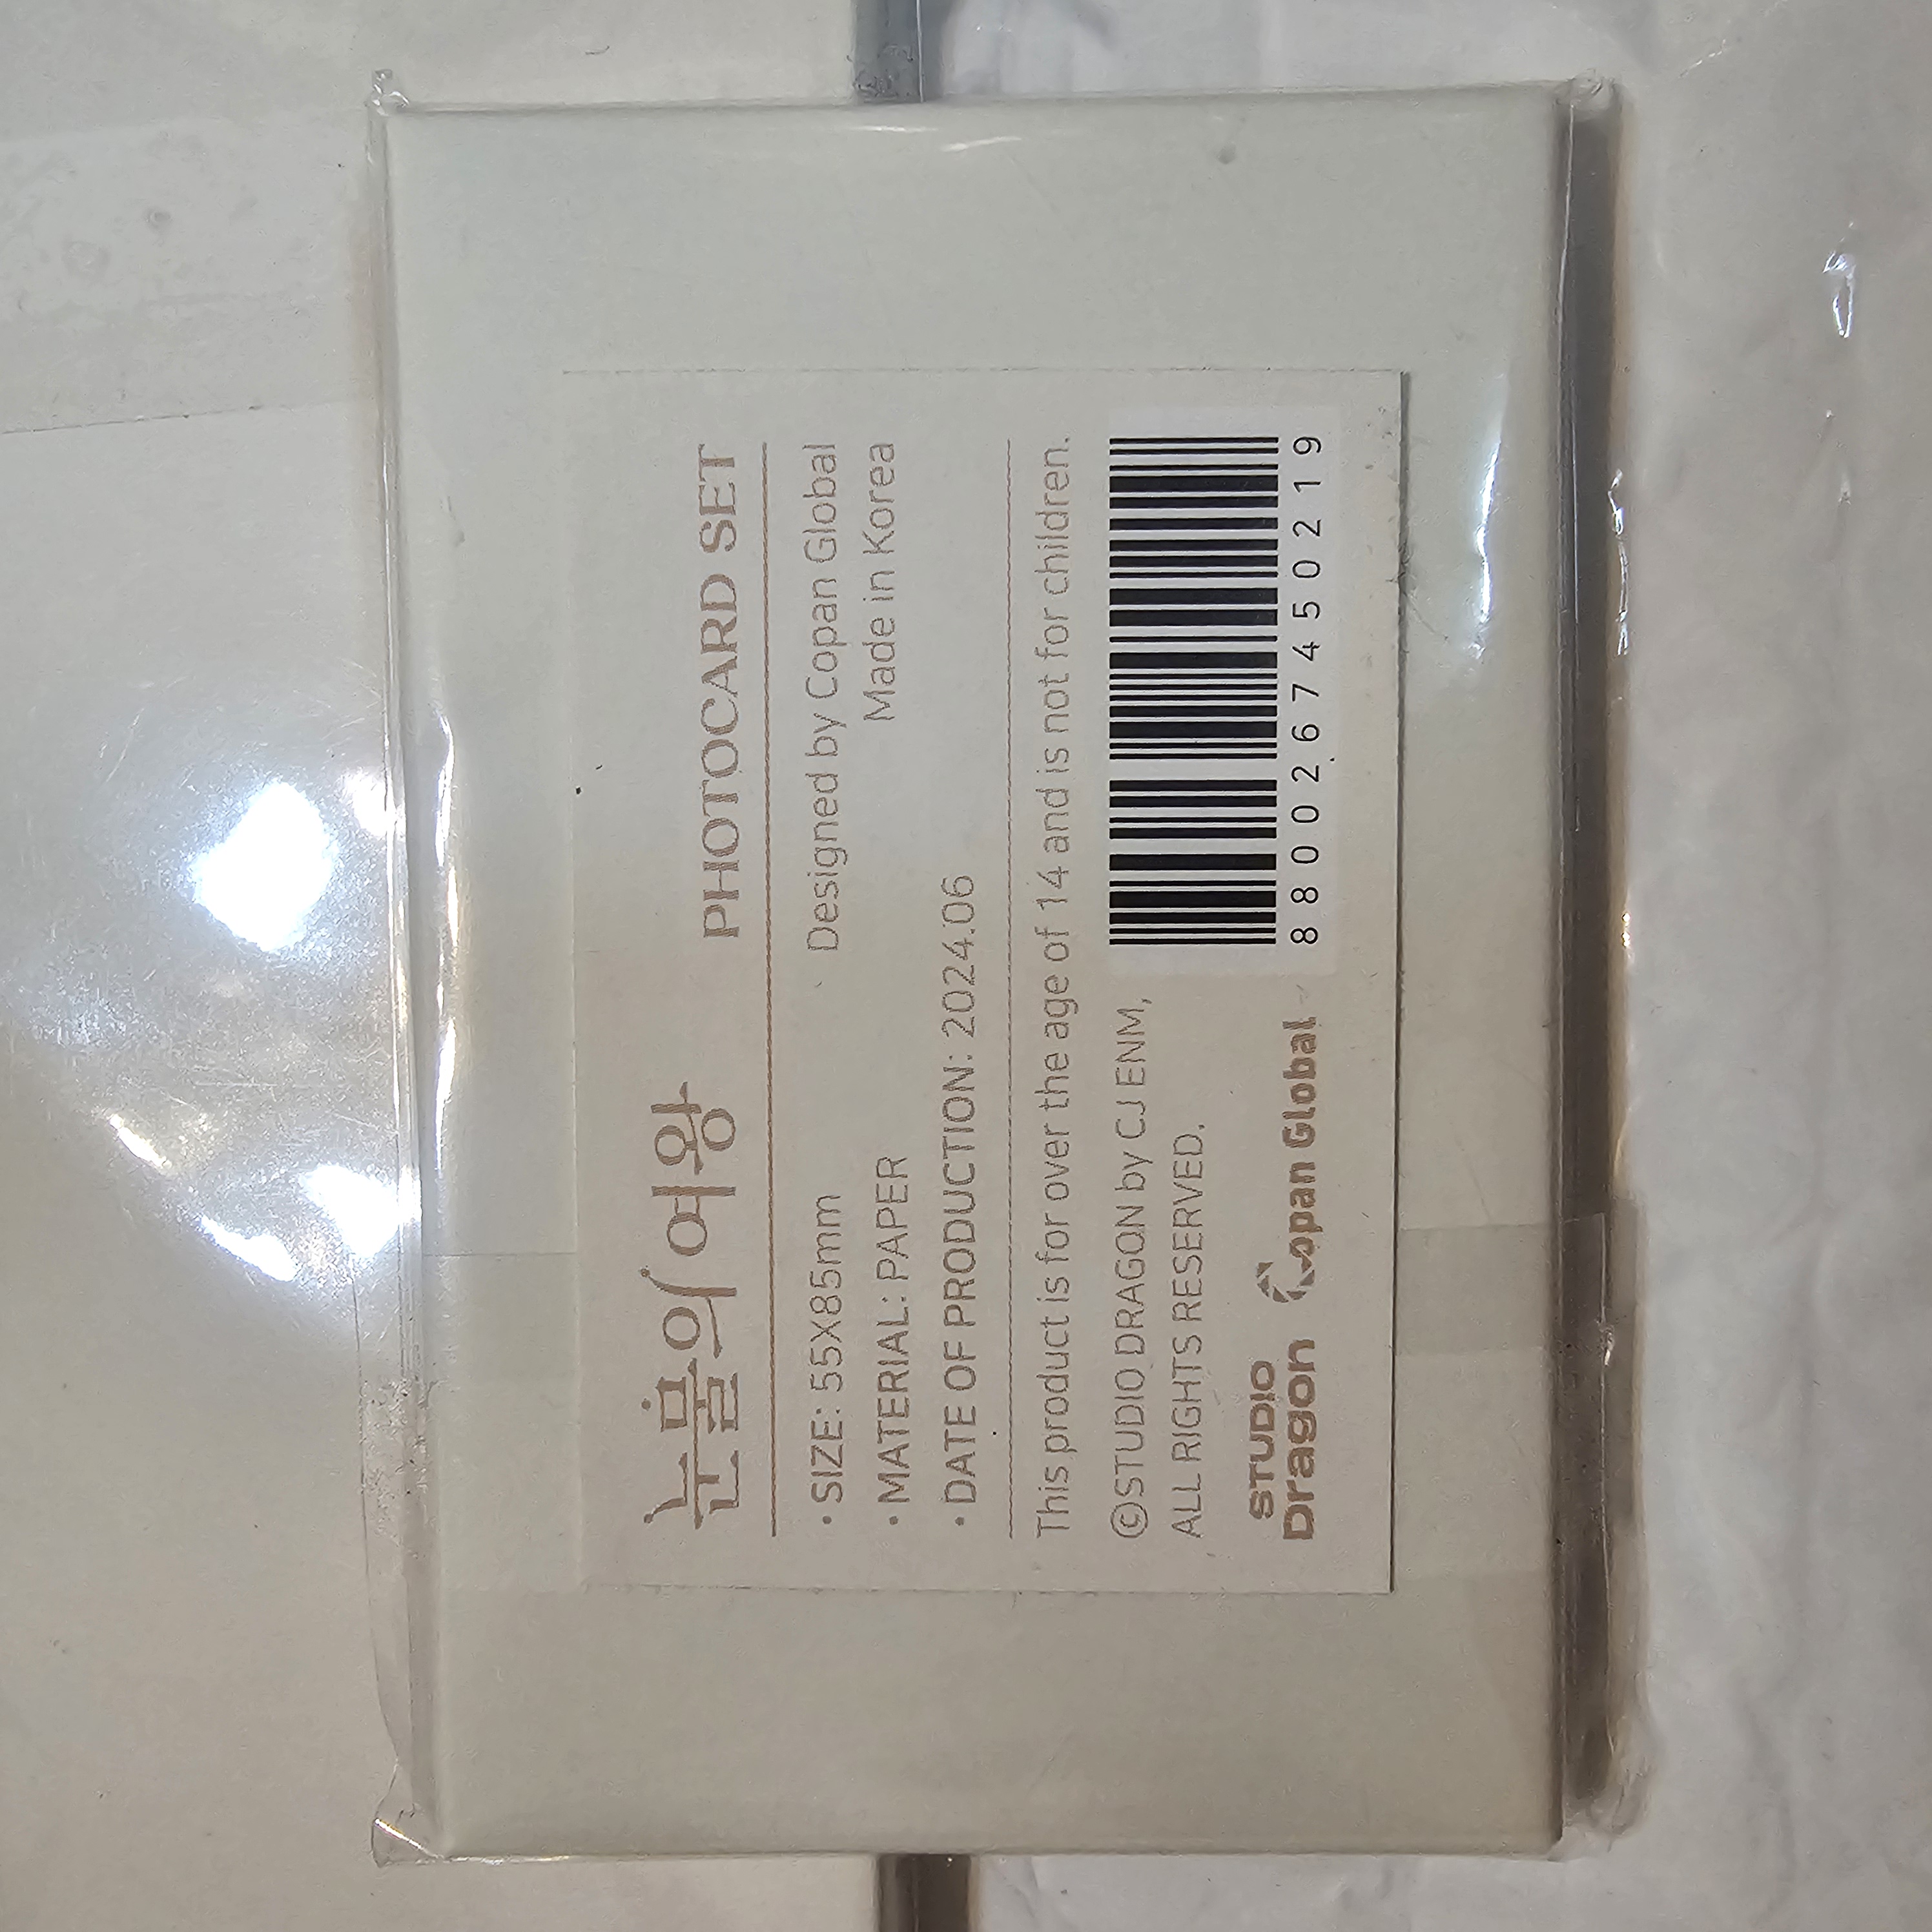 눈물의 여왕 PHOTOCARD SET
• SIZE: 55X85mm Designed by Copan Global
• MATERIAL: PAPER Made in Korea
• DATE OF PRODUCTION: 2024.06
This product is for over the age of 14 and is not for children.
©STUDIO DRAGON by CJ ENM,
ALL RIGHTS RESERVED.
STUDIO
Dragon Copan Global
8800267450219